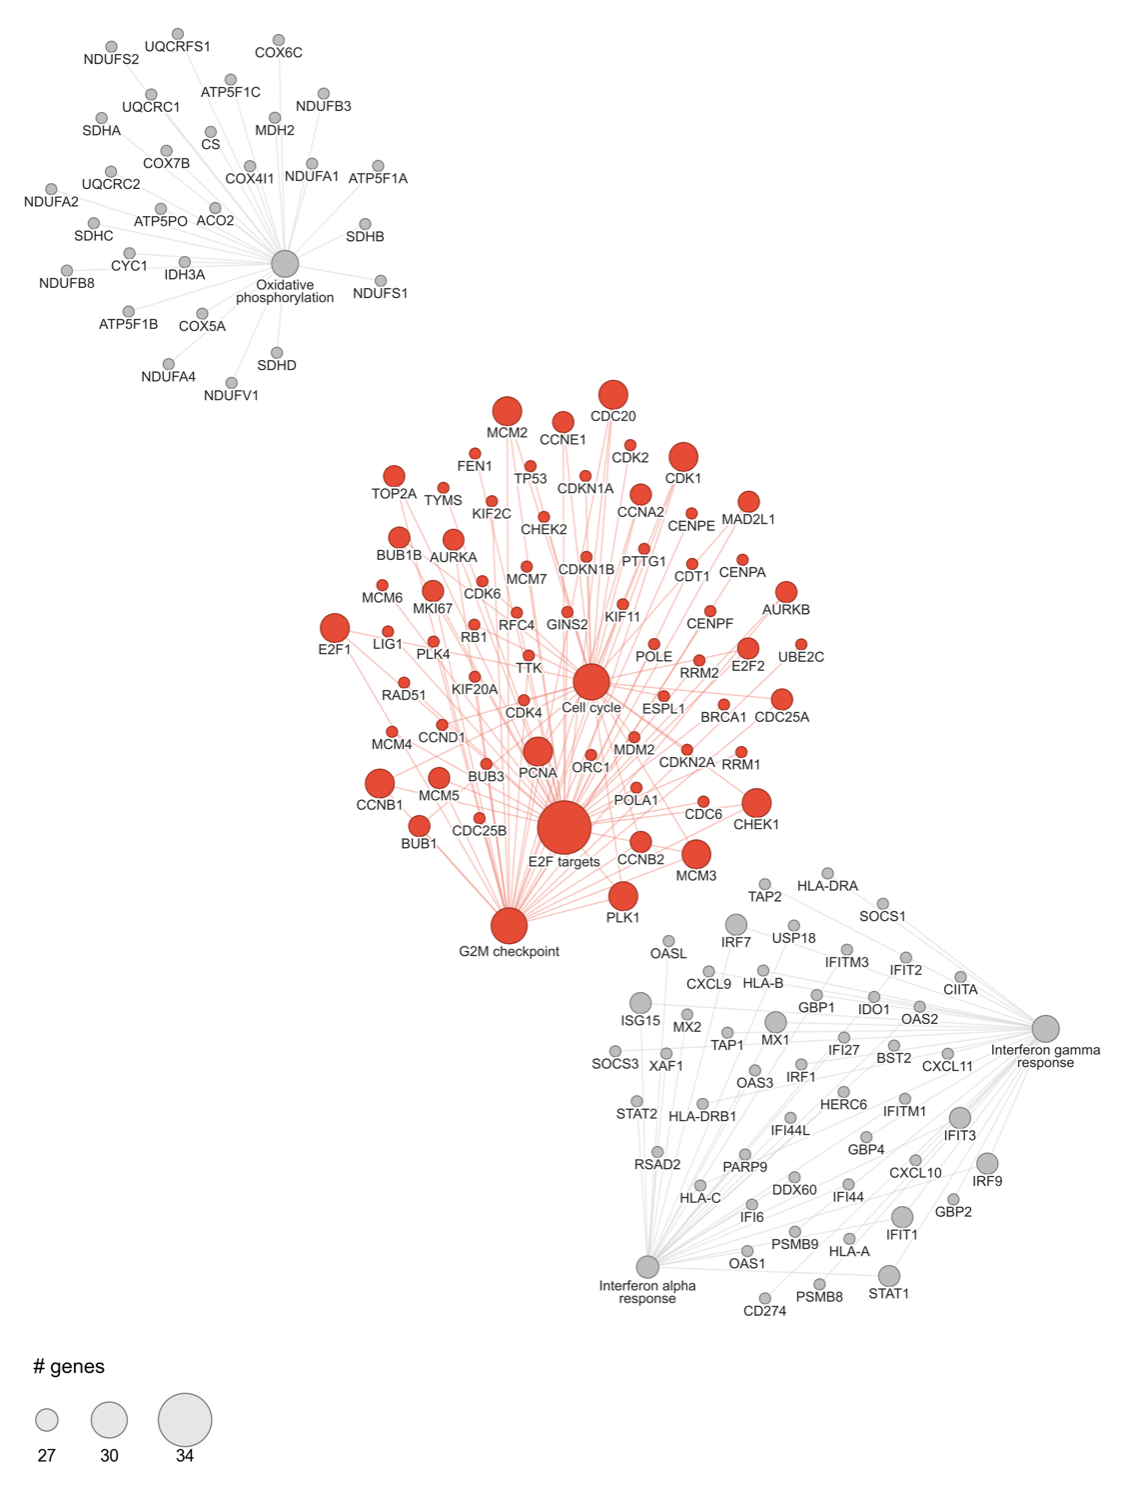 UQCRFS1
NDUFS2
COX6C
ATP5F1C
UQCRC1
NDUFB3
SDHA
MDH2
CS
COX7B
COX4I1
NDUFA1
ATP5F1A
UQCRC2
NDUFA2
ATP5PO
ACO2
SDHC
SDHB
CYC1
IDH3A
NDUFB8
Oxidative
phosphorylation
NDUFS1
ATP5F1B
COX5A
SDHD
NDUFA4
NDUFV1
CDC20
MCM2
CCNE1
CDK2
FEN1
TP53
CDK1
CDKN1A
TOP2A
TYMS
KIF2C
CCNA2
MAD2L1
CENPE
CHEK2
BUB1B
AURKA
PTTG1
CDKN1B
CDT1
CENPA
MCM7
CDK6
MCM6
MKI67
AURKB
RFC4
GINS2
KIF11
CENPF
E2F1
LIG1
PLK4
RB1
TTK
POLE
RRM2
E2F2
UBE2C
RAD51
KIF20A
Cell cycle
CDK4
ESPL1
BRCA1
CDC25A
MCM4
CCND1
MDM2
CDKN2A
RRM1
BUB3
PCNA
ORC1
CCNB1
MCM5
POLA1
CDC6
CHEK1
BUB1
CDC25B
E2F targets
CCNB2
MCM3
PLK1
G2M checkpoint
HLA-DRA
TAP2
SOCS1
IRF7
USP18
OASL
IFITM3
IFIT2
CXCL9
HLA-B
CIITA
GBP1
IDO1
OAS2
ISG15
MX2
TAP1
MX1
IFI27
BST2
CXCL11
Interferon gamma
response
SOCS3
XAF1
OAS3
IRF1
STAT2
HLA-DRB1
HERC6
IFITM1
IFI44L
IFIT3
GBP4
RSAD2
PARP9
CXCL10
IRF9
HLA-C
DDX60
IFI44
GBP2
IFI6
IFIT1
PSMB9
HLA-A
OAS1
Interferon alpha
response
PSMB8
STAT1
CD274
# genes
27 30 34